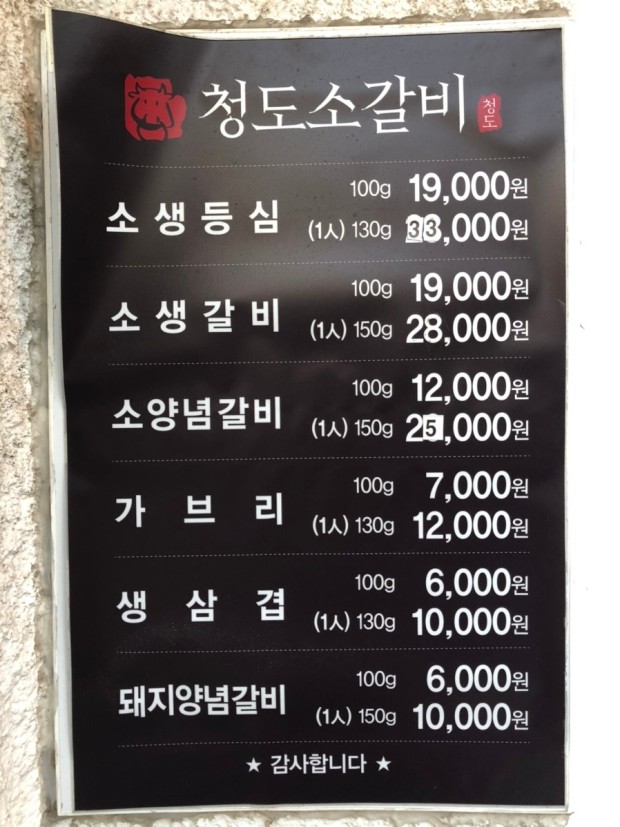 청도소갈비 청도
100g 19,000원
소생등심 (1人) 130g 33,000원
100g 19,000원
소생갈비 (1人) 150g 28,000원
100g 12,000원
소양념갈비 (1人) 150g 25,000원
100g 7,000원
가브리 (1人) 130g 12,000원
100g 6,000원
생삼겹 (1人) 130g 10,000원
100g 6,000원
돼지양념갈비 (1人) 150g 10,000원
★ 감사합니다 ★